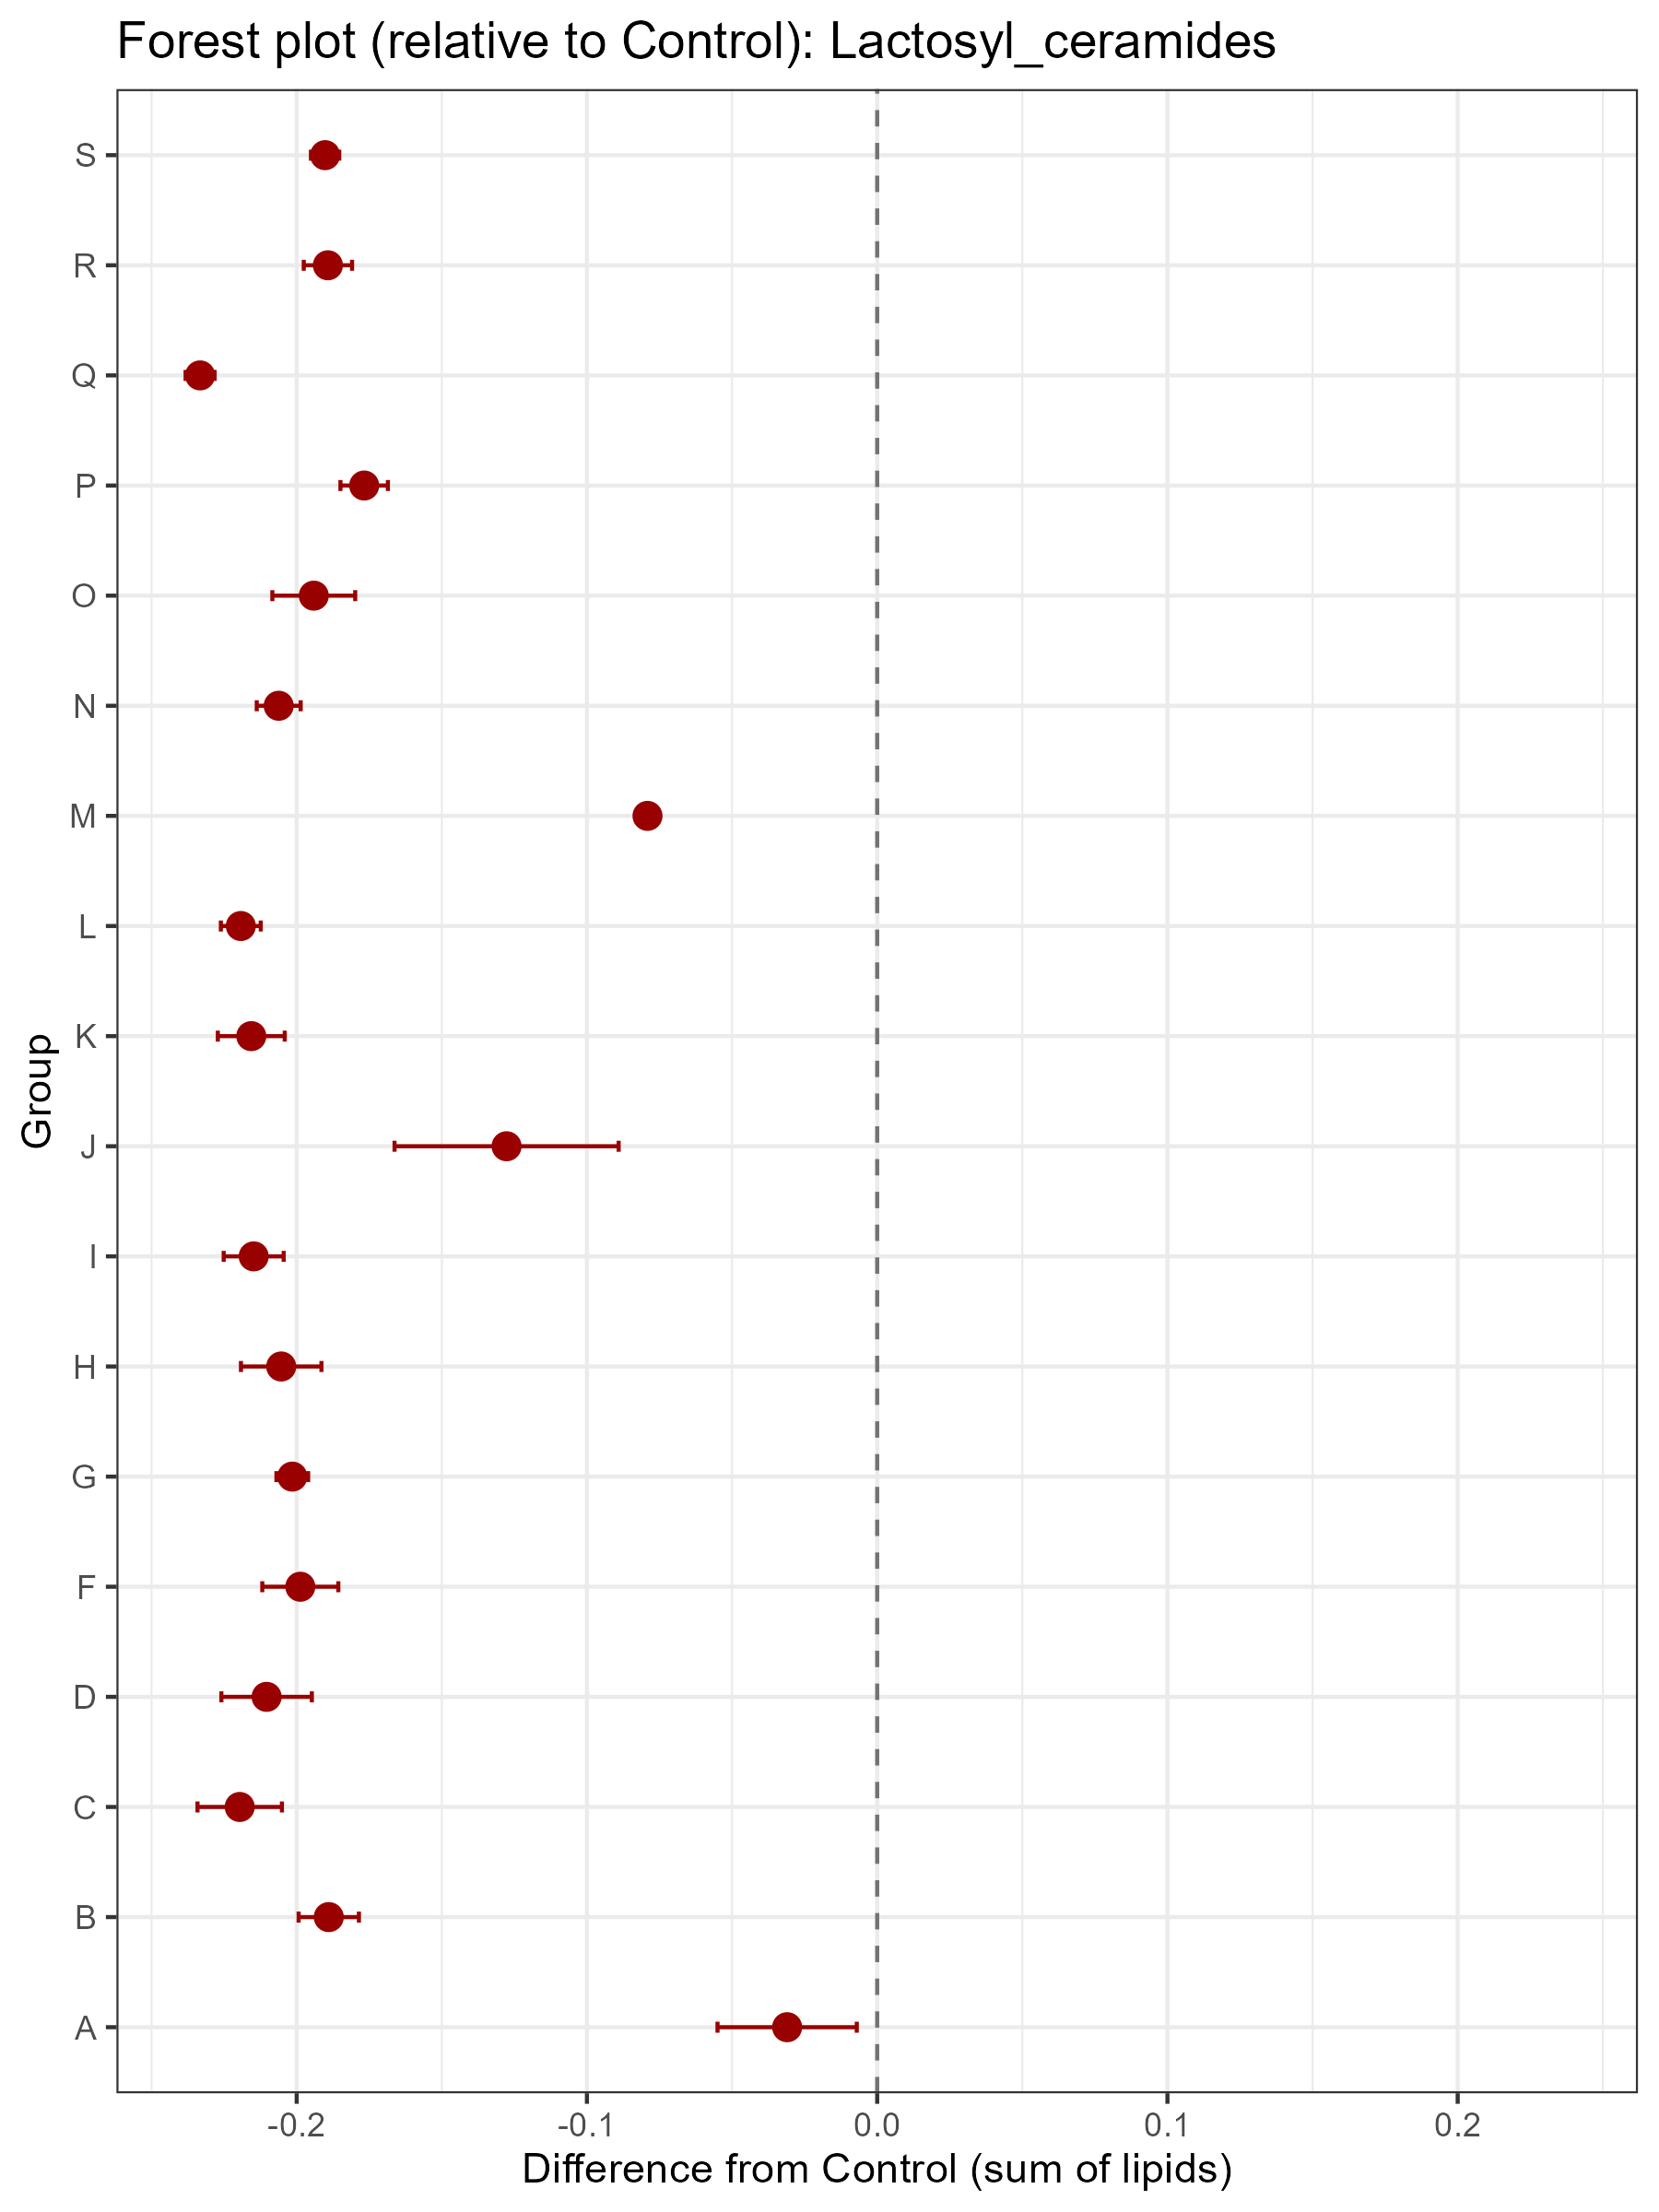 Forest plot (relative to Control): Lactosyl_ceramides
S
R
Q
P
O
N
M
L
K
J
I
H
G
F
D
C
B
A
Group
-0.2 -0.1 0.0 0.1 0.2
Difference from Control (sum of lipids)